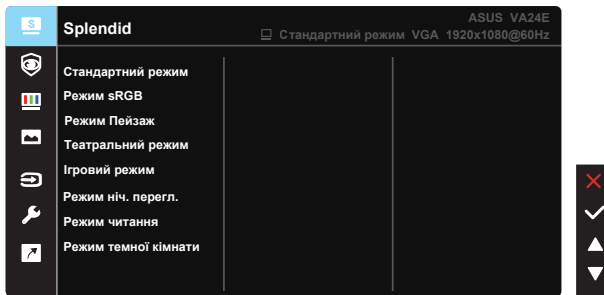 S
Splendid
ASUS VA24E
Стандартний режим VGA 1920x1080@60Hz
Стандартний режим
Режим sRGB
Режим Пейзаж
Театральний режим
Ігровий режим
Режим ніч. перегл.
Режим читання
Режим темної кімнати